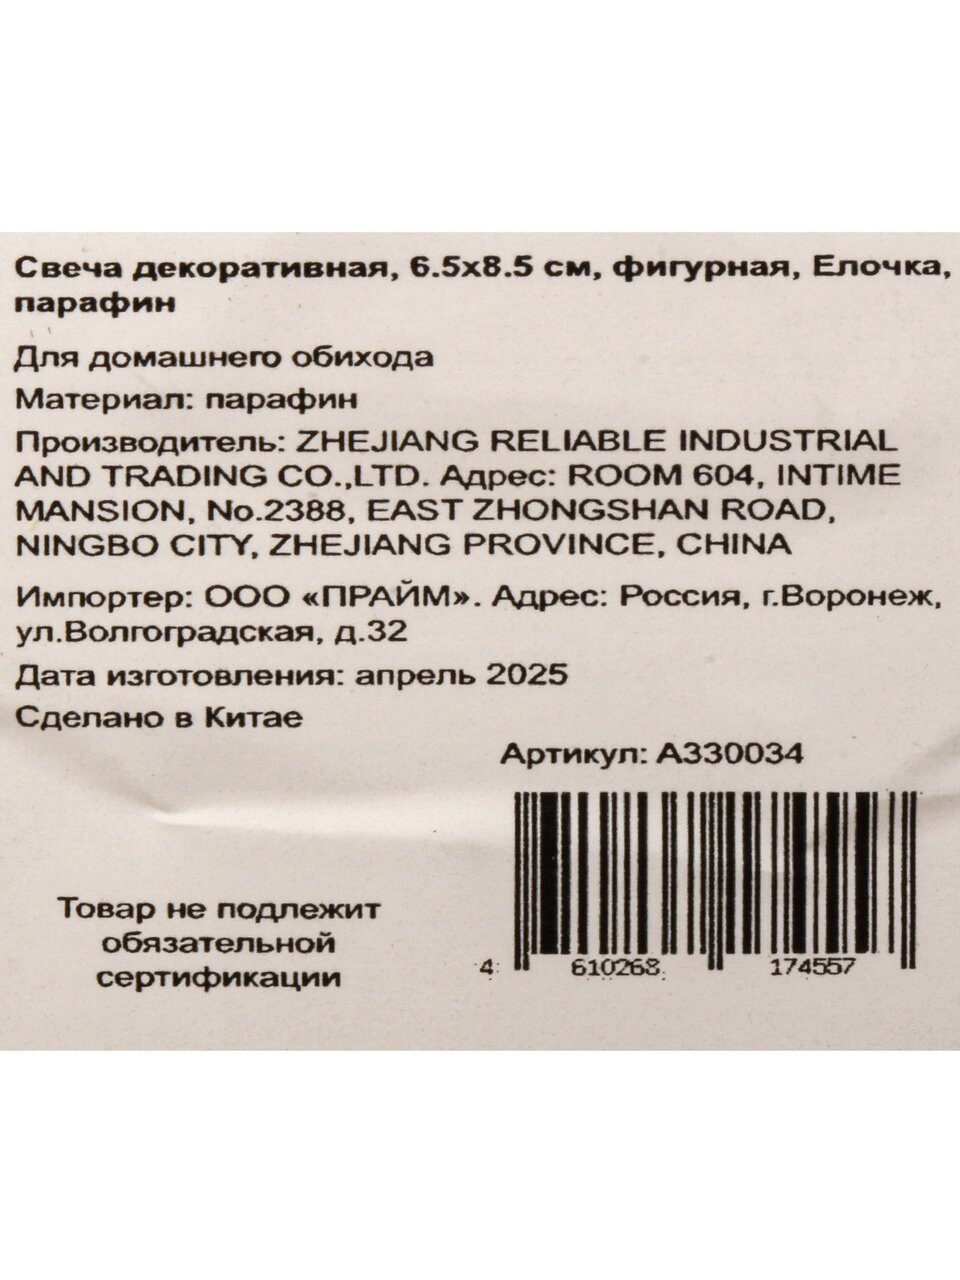 Свеча декоративная, 6.5х8.5 см, фигурная, Елочка,
парафин
Для домашнего обихода
Материал: парафин
Производитель: ZHEJIANG RELIABLE INDUSTRIAL
AND TRADING CO.,LTD. Адрес: ROOM 604, INTIME
MANSION, No.2388, EAST ZHONGSHAN ROAD,
NINGBO CITY, ZHEJIANG PROVINCE, CHINA
Импортер: ООО «ПРАЙМ». Адрес: Россия, г.Воронеж,
ул.Волгоградская, д.32
Дата изготовления: апрель 2025
Сделано в Китае
Артикул: A330034
Товар не подлежит
обязательной
сертификации
4 610268 174557